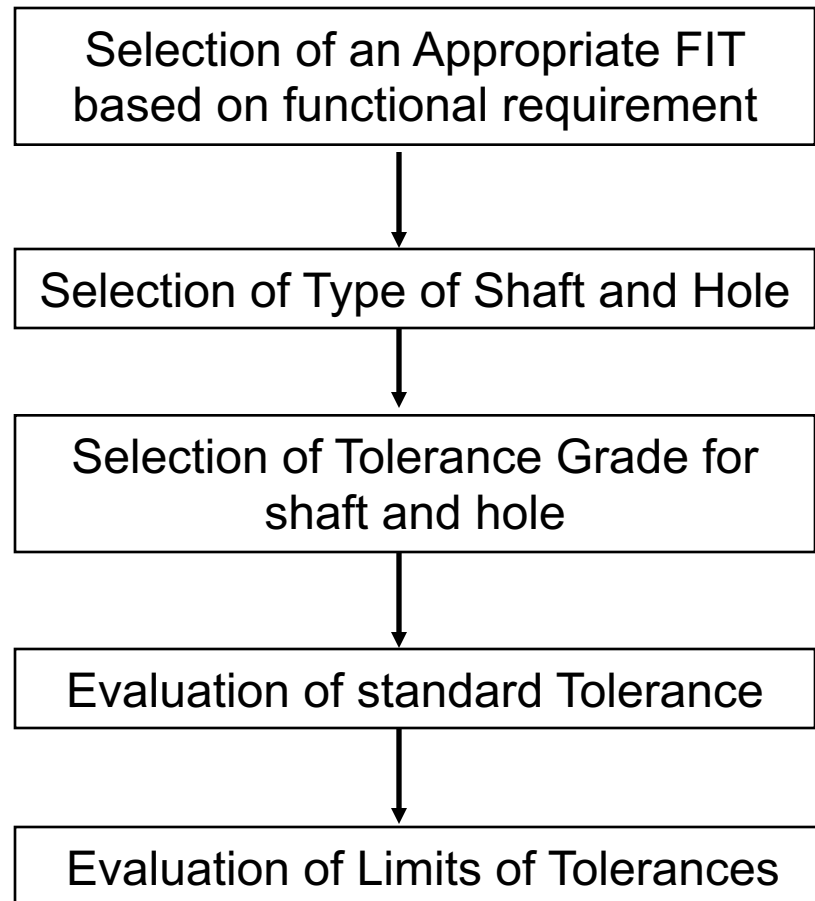 Selection of an Appropriate FIT
based on functional requirement
Selection of Type of Shaft and Hole
Selection of Tolerance Grade for
shaft and hole
Evaluation of standard Tolerance
Evaluation of Limits of Tolerances